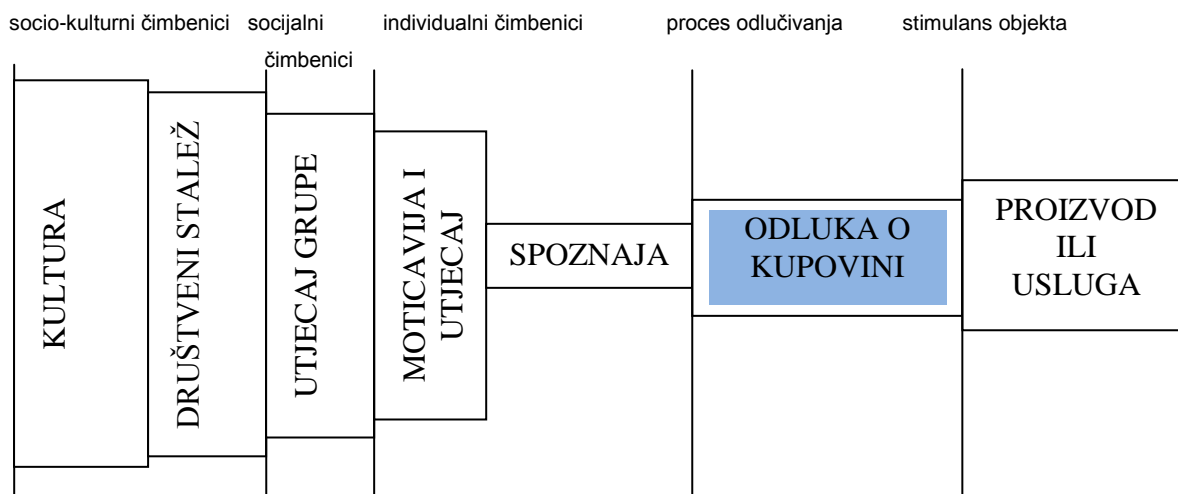 socio-kulturni čimbenici
socijalni
čimbenici
individualni čimbenici
proces odlučivanja
stimulans objekta
KULTURA
DRUŠTVENI STALEŽ
UTJECAJ GRUPE
MOTICAVIJA I
UTJECAJ
SPOZNAJA
ODLUKA O
KUPOVINI
PROIZVOD
ILI
USLUGA